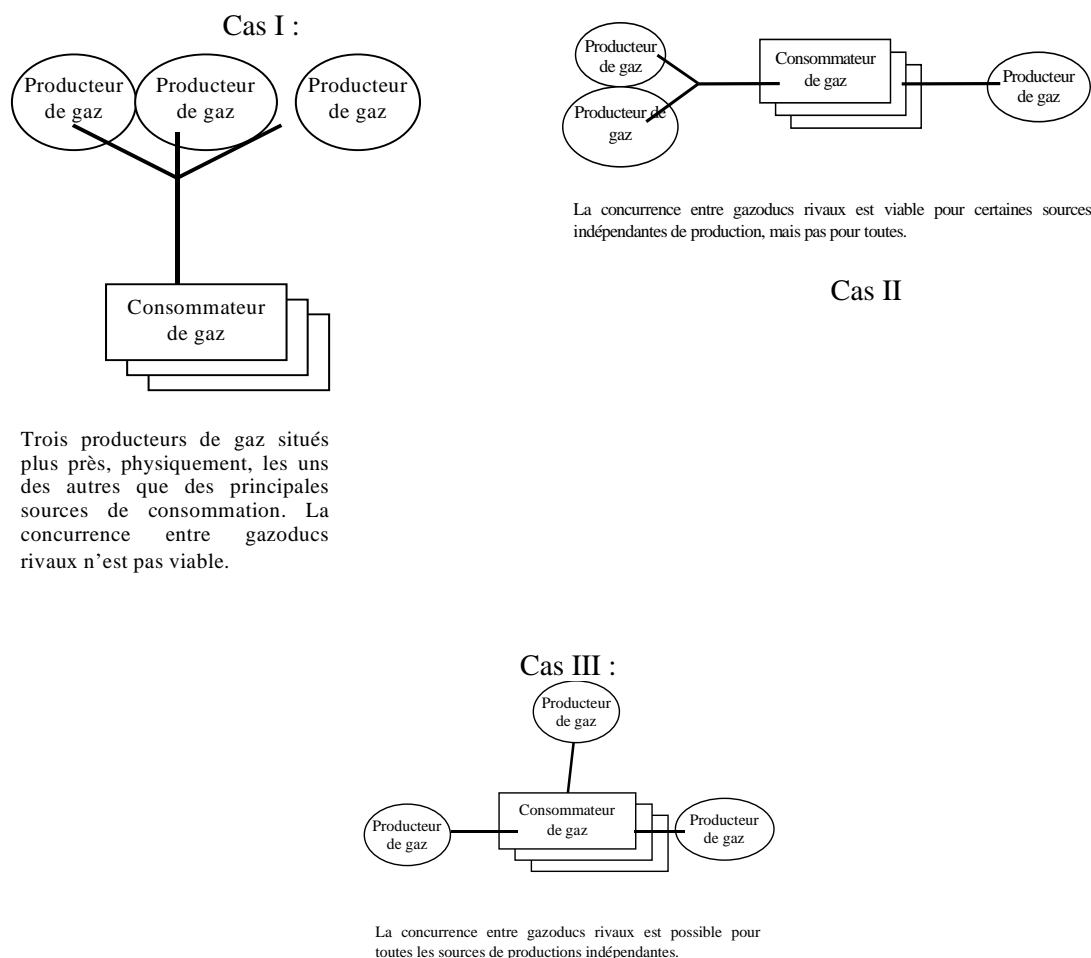 Cas I :
Producteur
de gaz
Producteur
de gaz
Producteur
de gaz
Consommateur
de gaz
Trois producteurs de gaz situés
plus près, physiquement, les uns
des autres que des principales
sources de consommation. La
concurrence entre gazoducs
rivaux n'est pas viable.
Producteur
de gaz
Producteur de
gaz
Consommateur
de gaz
Producteur
de gaz
La concurrence entre gazoducs rivaux est viable pour certaines sources
indépendantes de production, mais pas pour toutes.
Cas II
Cas III :
Producteur
de gaz
Producteur
de gaz
Consommateur
de gaz
Producteur
de gaz
La concurrence entre gazoducs rivaux est possible pour
toutes les sources de productions indépendantes.